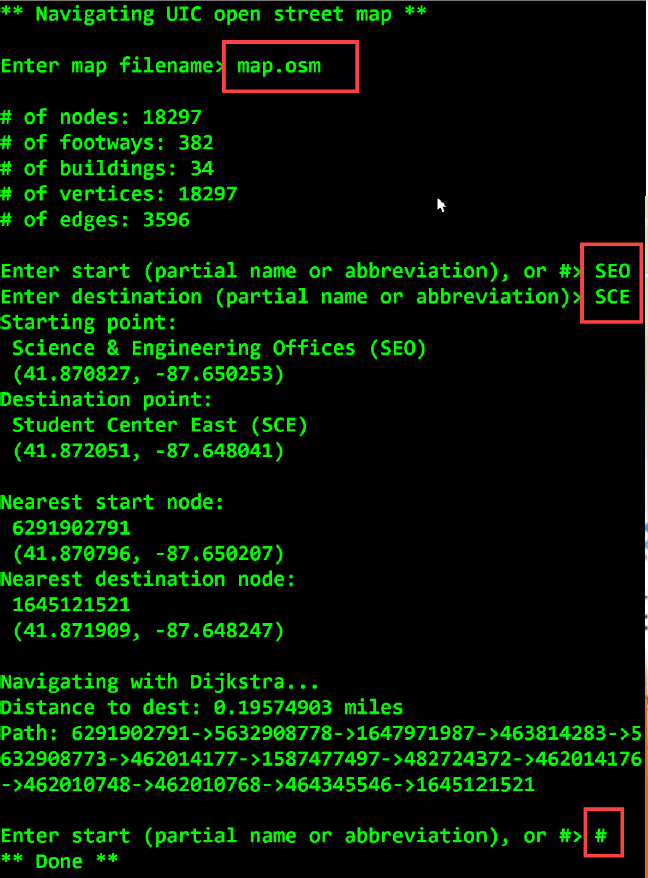 ** Navigating UIC open street map **
Enter map filename> map.osm
# of nodes: 18297
# of footways: 382
# of buildings: 34
# of vertices: 18297
# of edges: 3596
Enter start (partial name or abbreviation), or #> SEO
Enter destination (partial name or abbreviation)> SCE
Starting point:
Science & Engineering Offices (SEO)
(41.870827, -87.650253)
Destination point:
Student Center East (SCE)
(41.872051, -87.648041)
Nearest start node:
6291902791
(41.870796, -87.650207)
Nearest destination node:
1645121521
(41.871909, -87.648247)
Navigating with Dijkstra...
Distance to dest: 0.19574903 miles
Path: 6291902791->5632908778->1647971987->463814283->5
632908773->462014177->1587477497->482724372->462014176
->462010748->462010768->464345546->1645121521
Enter start (partial name or abbreviation), or #> #
** Done **